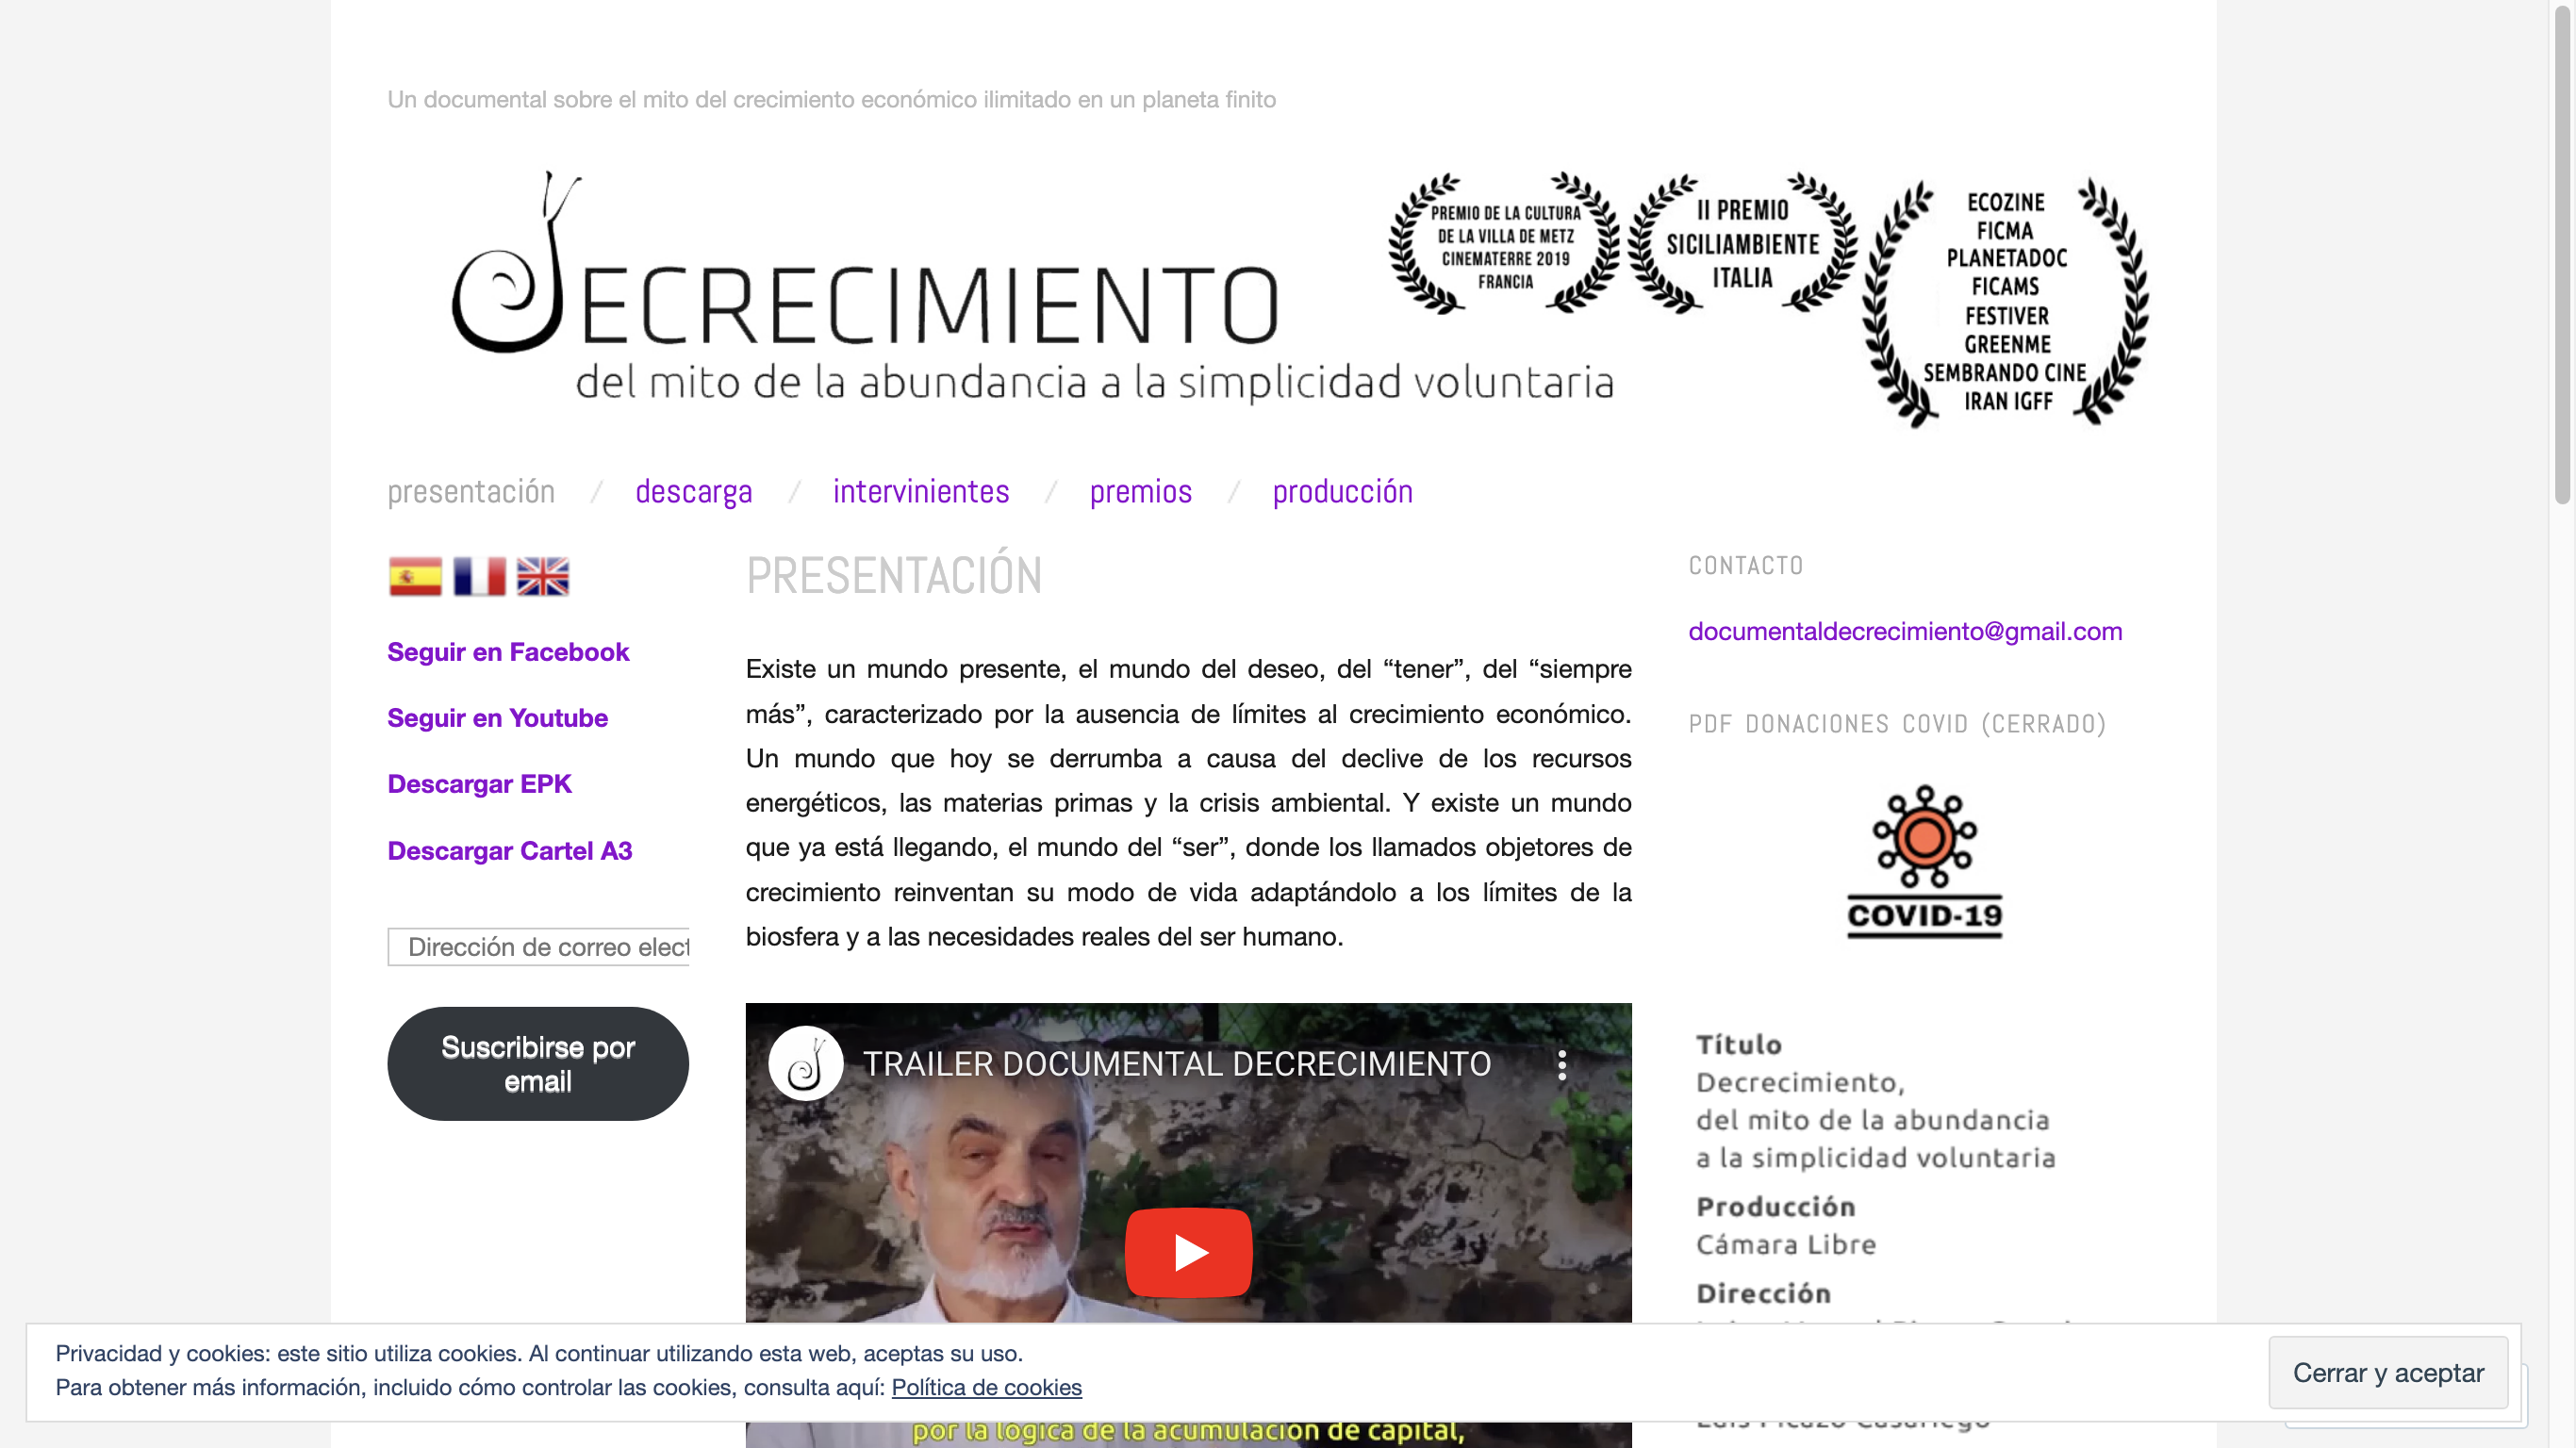 Un documental sobre el mito del crecimiento económico ilimitado en un planeta finito
DECRECIMIENTO
del mito de la abundancia a la simplicidad voluntaria
PREMIO DE LA CULTURA
DE LA VILLA DE METZ
CINEMATERRE 2019
FRANCIA
II PREMIO
SICILIAMBIENTE
ITALIA
ECOZINE
FICMA
PLANETADOC
FICAMS
FESTIVER
GREENME
SEMBRANDO CINE
IRAN IGFF
presentación / descarga / intervinientes / premios / producción
Seguir en Facebook
Seguir en Youtube
Descargar EPK
Descargar Cartel A3
Dirección de correo elect
Suscribirse por
email
PRESENTACIÓN
Existe un mundo presente, el mundo del deseo, del “tener”, del “siempre
más”, caracterizado por la ausencia de límites al crecimiento económico.
Un mundo que hoy se derrumba a causa del declive de los recursos
energéticos, las materias primas y la crisis ambiental. Y existe un mundo
que ya está llegando, el mundo del “ser”, donde los llamados objetores de
crecimiento reinventan su modo de vida adaptándolo a los límites de la
biosfera y a las necesidades reales del ser humano.
TRAILER DOCUMENTAL DECRECIMIENTO
por la lógica de la acumulación de capital,
CONTACTO
documentaldecrecimiento@gmail.com
PDF DONACIONES COVID (CERRADO)
COVID-19
Título
Decrecimiento,
del mito de la abundancia
a la simplicidad voluntaria
Producción
Cámara Libre
Dirección
Luis Picazo Casariego
Privacidad y cookies: este sitio utiliza cookies. Al continuar utilizando esta web, aceptas su uso.
Para obtener más información, incluido cómo controlar las cookies, consulta aquí: Política de cookies
Cerrar y aceptar